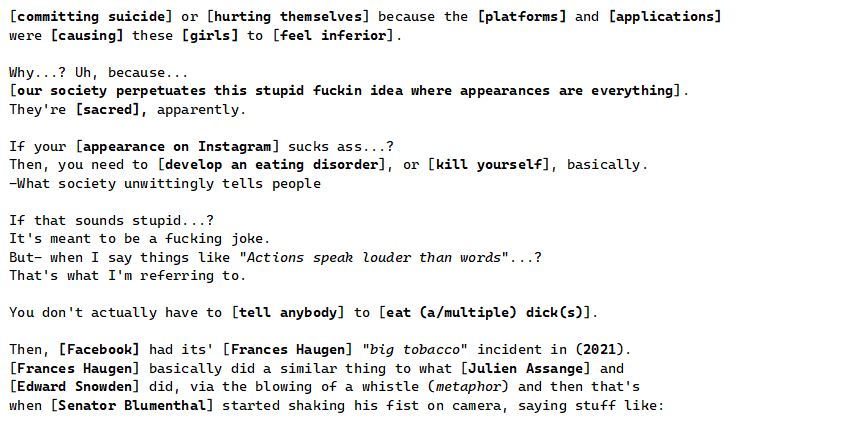 [committing suicide] or [hurting themselves] because the [platforms] and [applications]
were [causing] these [girls] to [feel inferior].
Why...? Uh, because...
[our society perpetuates this stupid fuckin idea where appearances are everything].
They're [sacred], apparently.
If your [appearance on Instagram] sucks ass...?
Then, you need to [develop an eating disorder], or [kill yourself], basically.
-What society unwittingly tells people
If that sounds stupid...?
It's meant to be a fucking joke.
But- when I say things like "Actions speak louder than words"...?
That's what I'm referring to.
You don't actually have to [tell anybody] to [eat (a/multiple) dick(s)].
Then, [Facebook] had its' [Frances Haugen] "big tobacco" incident in (2021).
[Frances Haugen] basically did a similar thing to what [Julien Assange] and
[Edward Snowden] did, via the blowing of a whistle (metaphor) and then that's
when [Senator Blumenthal] started shaking his fist on camera, saying stuff like: